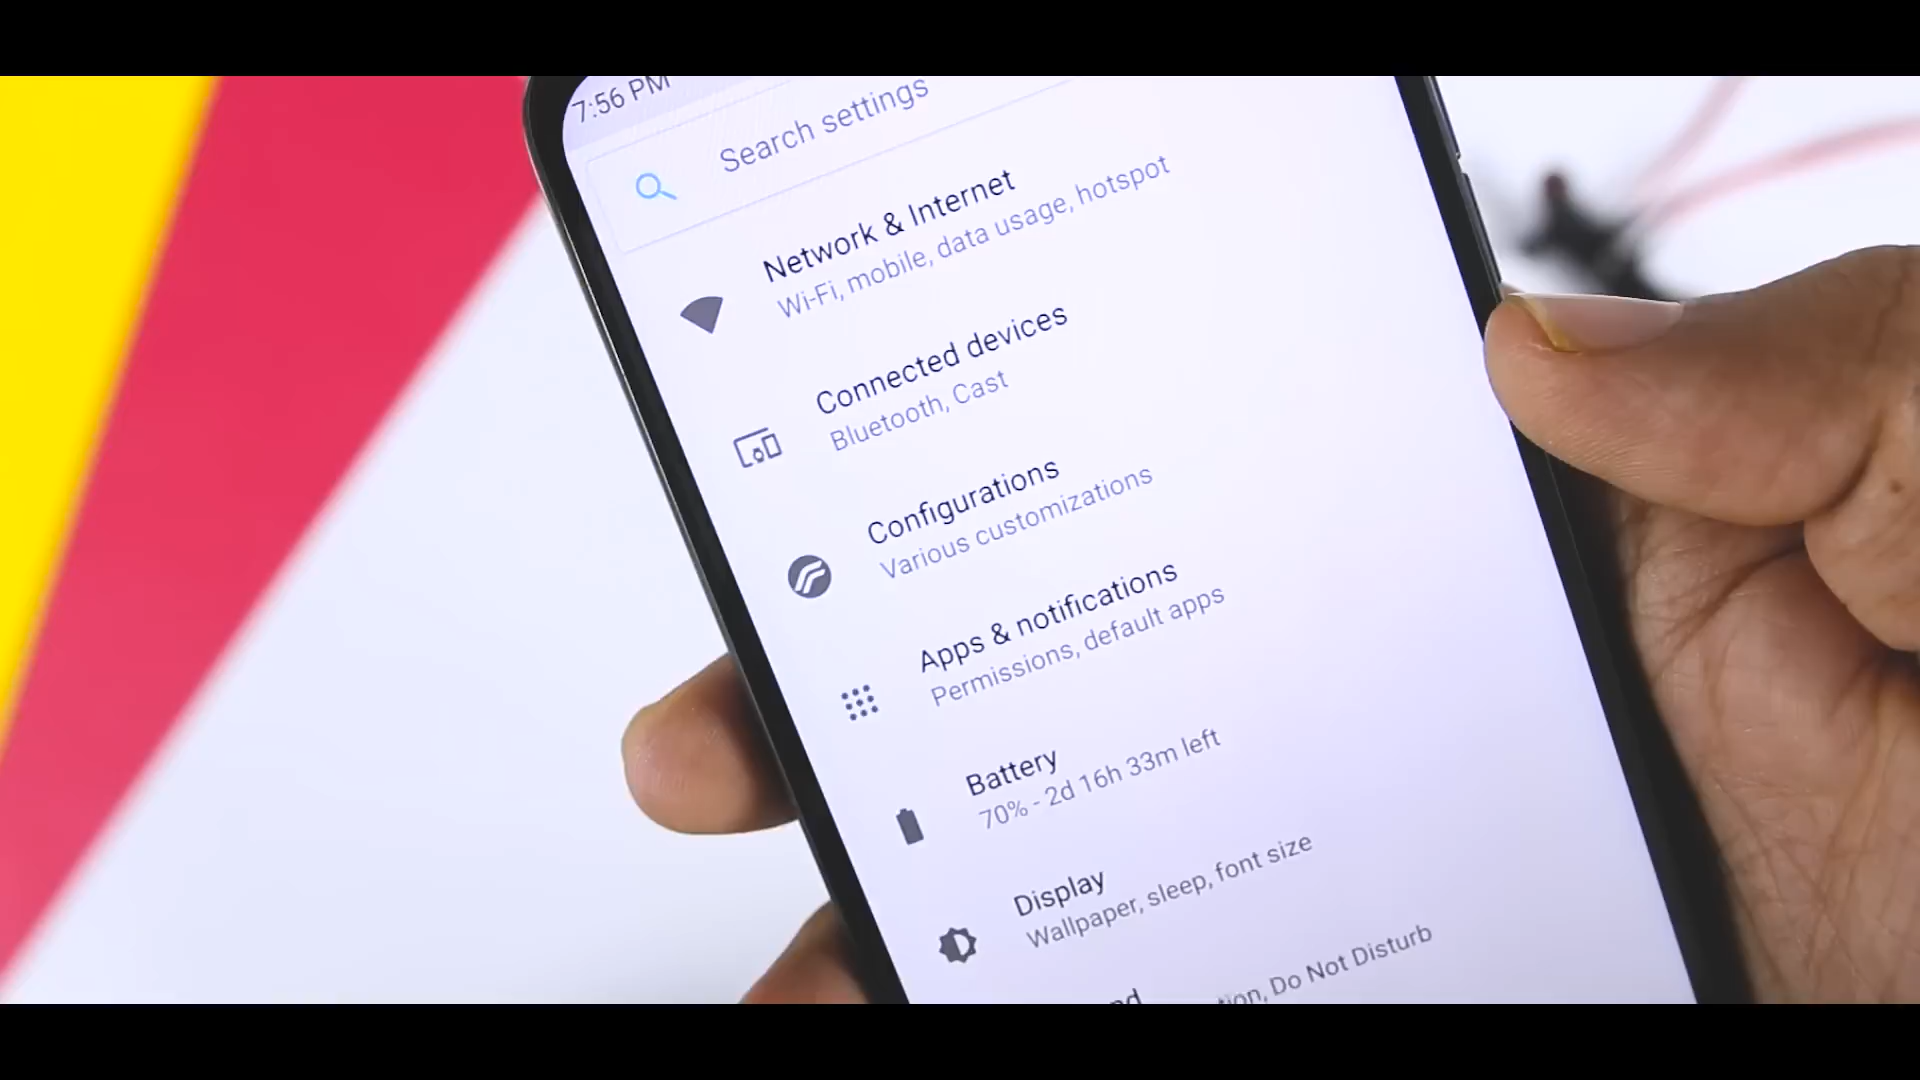 7:56 PM
Search settings
Network & Internet
Wi-Fi, mobile, data usage, hotspot
Connected devices
Bluetooth, Cast
Configurations
Various customizations
Apps & notifications
Permissions, default apps
Battery
70% - 2d 16h 33m left
Display
Wallpaper, sleep, font size
Do Not Disturb